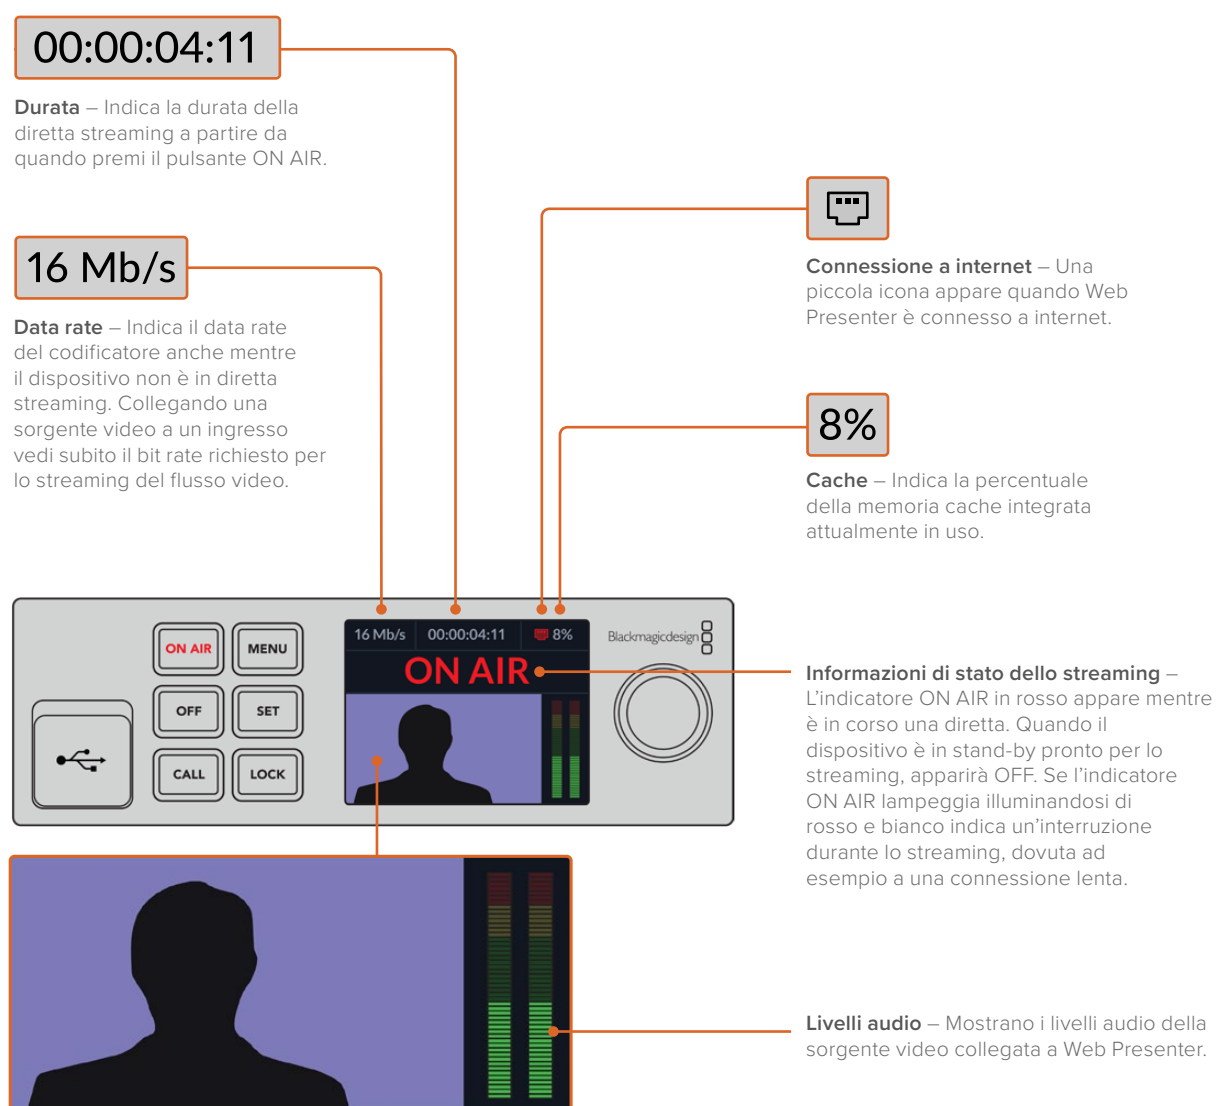 00:00:04:11
Durata – Indica la durata della
diretta streaming a partire da
quando premi il pulsante ON AIR.
16 Mb/s
Data rate – Indica il data rate
del codificatore anche mentre
il dispositivo non è in diretta
streaming. Collegando una
sorgente video a un ingresso
vedi subito il bit rate richiesto per
lo streaming del flusso video.
Connessione a internet – Una
piccola icona appare quando Web
Presenter è connesso a internet.
8%
Cache – Indica la percentuale
della memoria cache integrata
attualmente in uso.
16 Mb/s 00:00:04:11 8%
ON AIR
ON AIR MENU
OFF SET
CALL LOCK
Blackmagicdesign
Informazioni di stato dello streaming –
L’indicatore ON AIR in rosso appare mentre
è in corso una diretta. Quando il
dispositivo è in stand-by pronto per lo
streaming, apparirà OFF. Se l’indicatore
ON AIR lampeggia illuminandosi di
rosso e bianco indica un’interruzione
durante lo streaming, dovuta ad
esempio a una connessione lenta.
Livelli audio – Mostrano i livelli audio della
sorgente video collegata a Web Presenter.